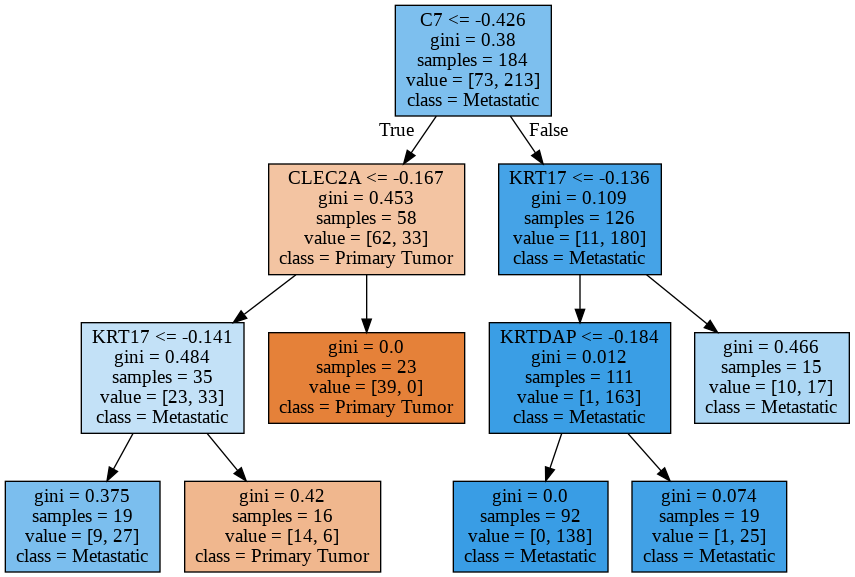 C7 <= -0.426
gini = 0.38
samples = 184
value = [73, 213]
class = Metastatic
True
False
CLEC2A <= -0.167
gini = 0.453
samples = 58
value = [62, 33]
class = Primary Tumor
KRT17 <= -0.136
gini = 0.109
samples = 126
value = [11, 180]
class = Metastatic
KRT17 <= -0.141
gini = 0.484
samples = 35
value = [23, 33]
class = Metastatic
gini = 0.0
samples = 23
value = [39, 0]
class = Primary Tumor
KRTDAP <= -0.184
gini = 0.012
samples = 111
value = [1, 163]
class = Metastatic
gini = 0.466
samples = 15
value = [10, 17]
class = Metastatic
gini = 0.375
samples = 19
value = [9, 27]
class = Metastatic
gini = 0.42
samples = 16
value = [14, 6]
class = Primary Tumor
gini = 0.0
samples = 92
value = [0, 138]
class = Metastatic
gini = 0.074
samples = 19
value = [1, 25]
class = Metastatic